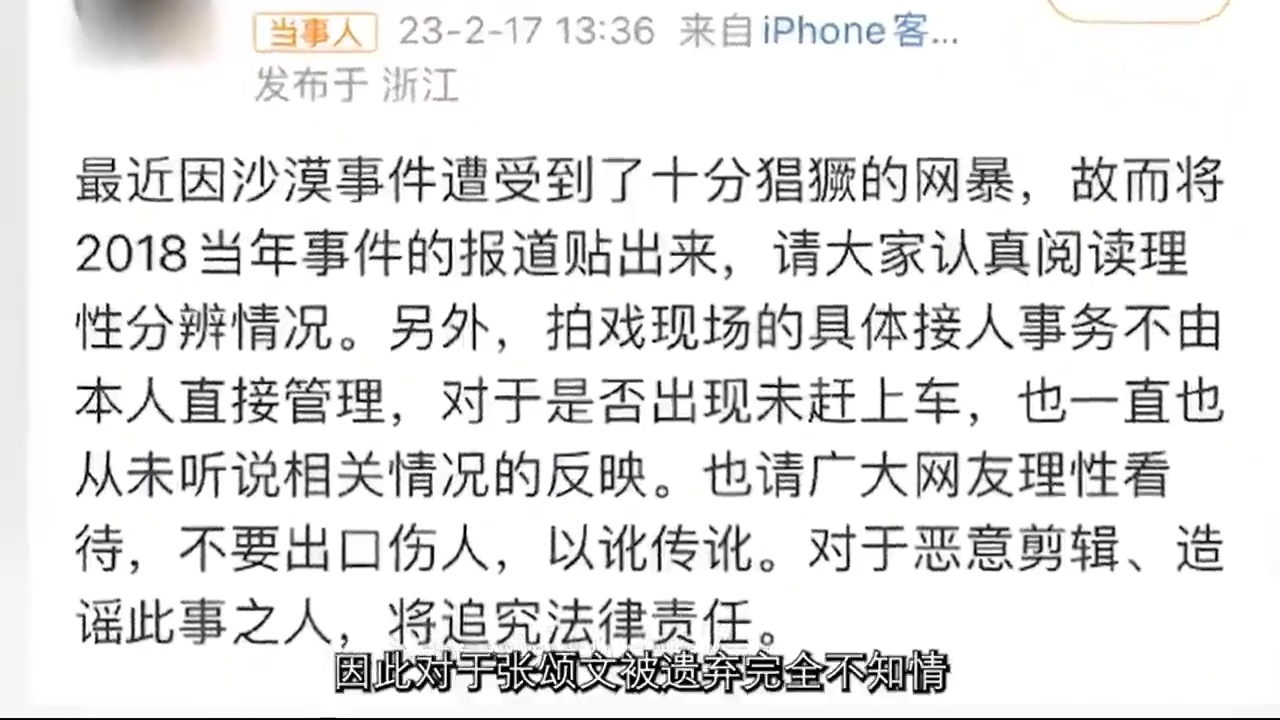 当事人 23-2-17 13:36 来自 iPhone客...
发布于 浙江
最近因沙漠事件遭受到了十分猖獗的网暴，故而将
2018当年事件的报道贴出来，请大家认真阅读理
性分辨情况。另外，拍戏现场的具体接人事务不由
本人直接管理，对于是否出现未赶上车，也一直也
从未听说相关情况的反映。也请广大网友理性看
待，不要出口伤人，以讹传讹。对于恶意剪辑、造
谣此事之人，将追究法律责任。
因此对于张颂文被遗弃完全不知情